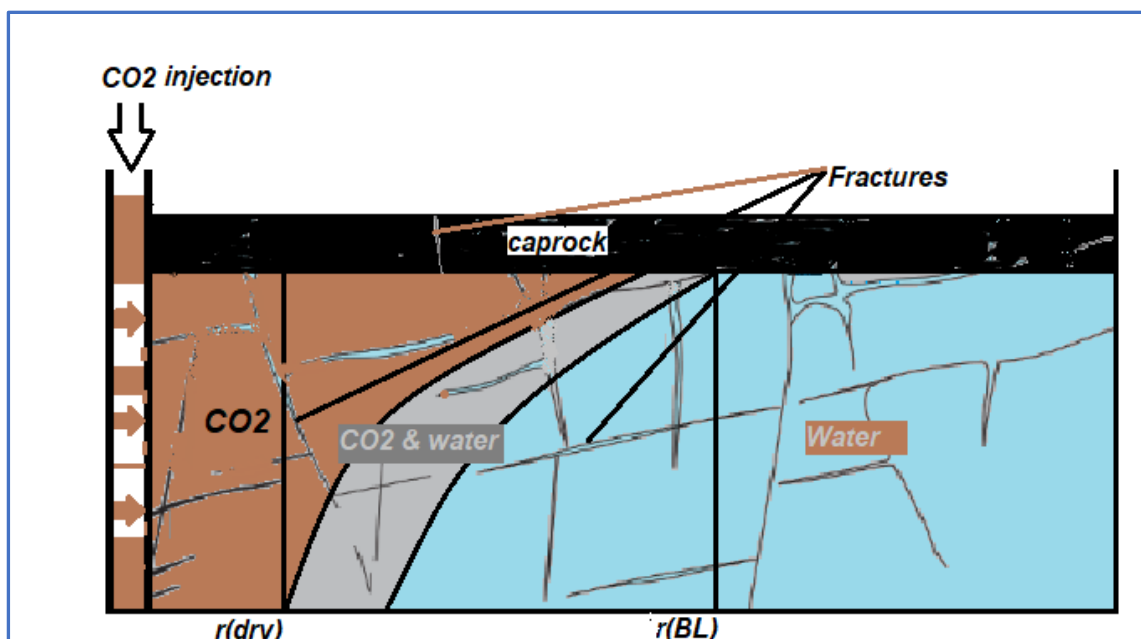 CO2 injection
Fractures
caprock
CO2
CO2 & water
Water
r(dry)
r(BL)